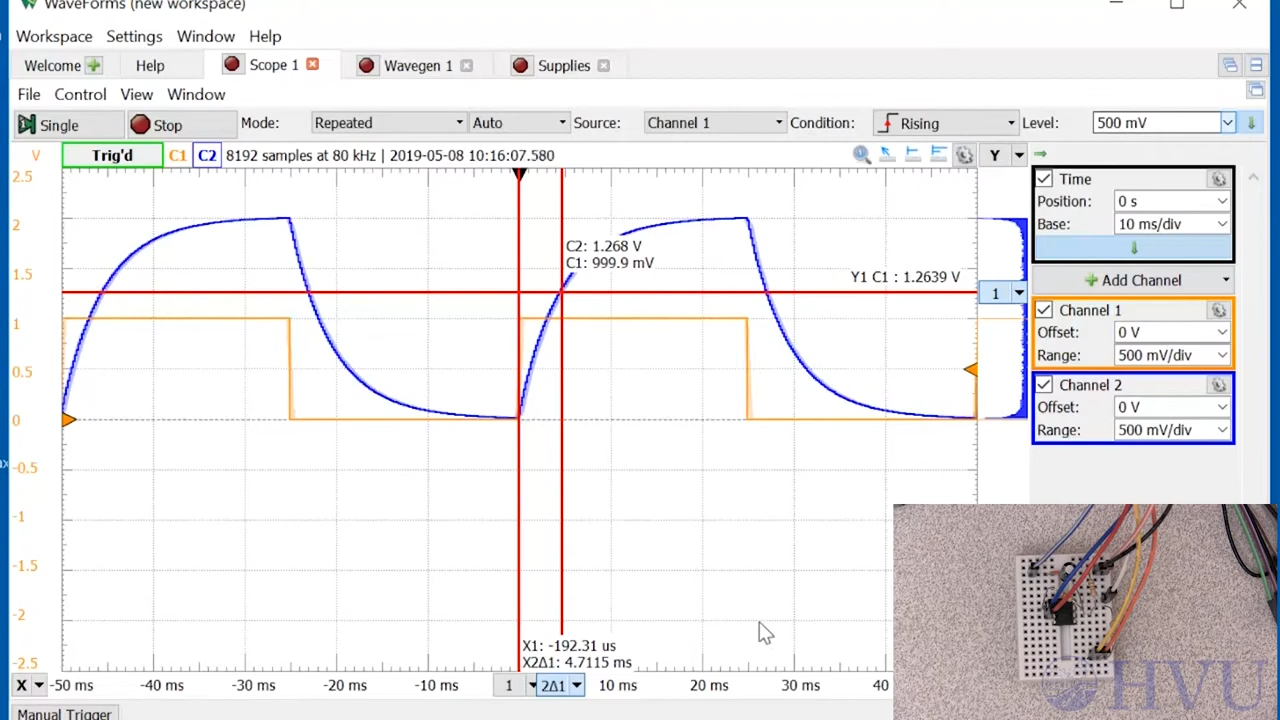 WaveForms (new workspace)
Workspace Settings Window Help
Welcome Help Scope 1 Wavegen 1 Supplies
File Control View Window
Single Stop Mode: Repeated Auto Source: Channel 1 Condition: Rising Level: 500 mV
V Trig'd C1 C2 8192 samples at 80 kHz | 2019-05-08 10:16:07.580 Y
2.5
2
1.5
1
0.5
0
-0.5
-1
-1.5
-2
-2.5
C2: 1.268 V
C1: 999.9 mV
Y1 C1 : 1.2639 V
1
X1: -192.31 us
X2Δ1: 4.7115 ms
X -50 ms -40 ms -30 ms -20 ms -10 ms 1 2Δ1 10 ms 20 ms 30 ms 40
Manual Trigger
Time
Position: 0 s
Base: 10 ms/div
Add Channel
Channel 1
Offset: 0 V
Range: 500 mV/div
Channel 2
Offset: 0 V
Range: 500 mV/div
HVU